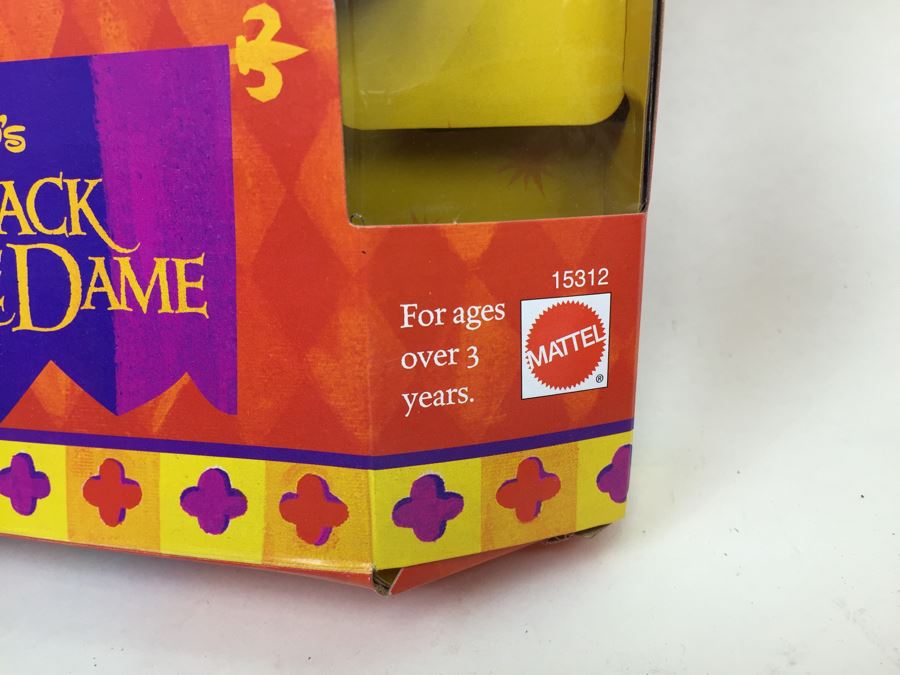 's
ACK
E DAME
15312
For ages
over 3
years.
MATTEL
®